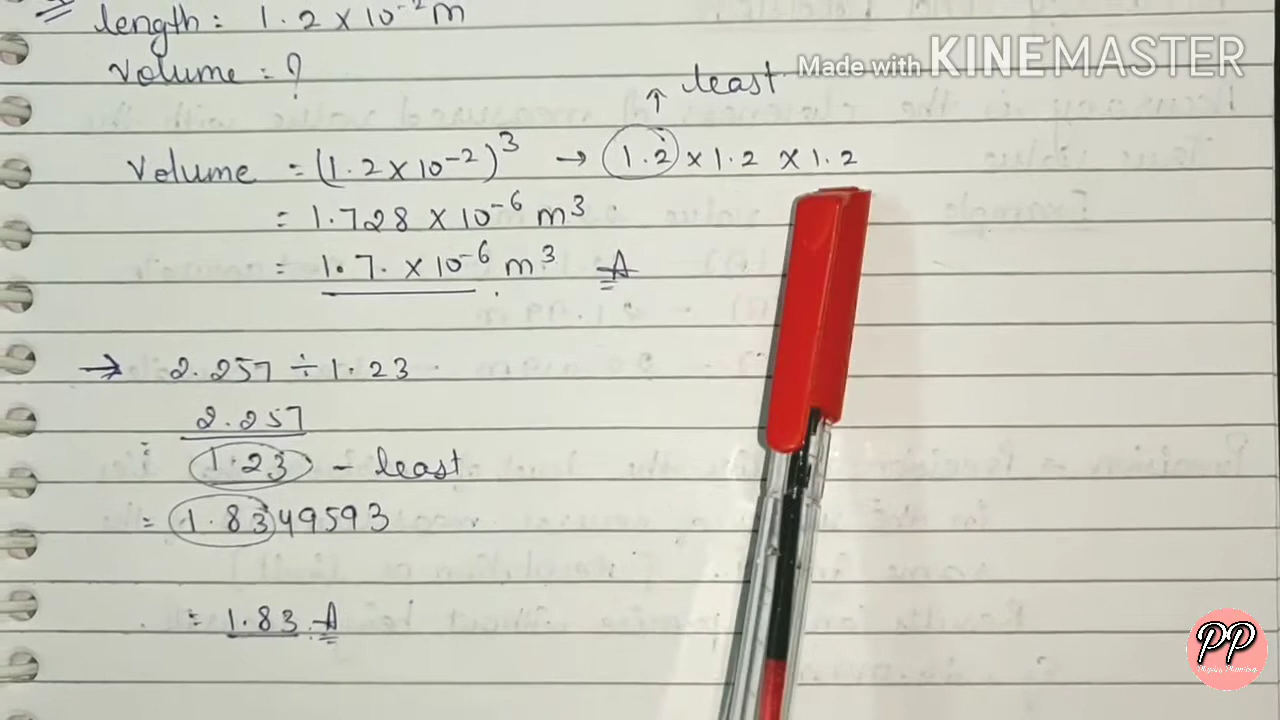 length: 1.2 × 10⁻² m
Made with KINEMASTER
Volume = ?
↑ least
Volume = (1.2 × 10⁻²)³ → 1.2 × 1.2 × 1.2
= 1.728 × 10⁻⁶ m³
= 1.7 × 10⁻⁶ m³ A
→ 2.257 ÷ 1.23
2.257
1.23 - least
= 1.8349593
= 1.83 A
PP